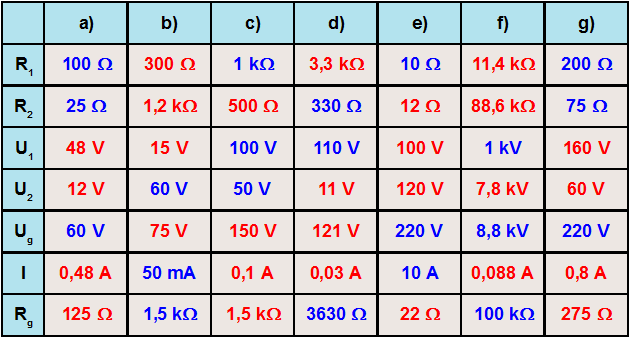 a) b) c) d) e) f) g)
R1 100 Ω 300 Ω 1 kΩ 3,3 kΩ 10 Ω 11,4 kΩ 200 Ω
R2 25 Ω 1,2 kΩ 500 Ω 330 Ω 12 Ω 88,6 kΩ 75 Ω
U1 48 V 15 V 100 V 110 V 100 V 1 kV 160 V
U2 12 V 60 V 50 V 11 V 120 V 7,8 kV 60 V
Ug 60 V 75 V 150 V 121 V 220 V 8,8 kV 220 V
I 0,48 A 50 mA 0,1 A 0,03 A 10 A 0,088 A 0,8 A
Rg 125 Ω 1,5 kΩ 1,5 kΩ 3630 Ω 22 Ω 100 kΩ 275 Ω